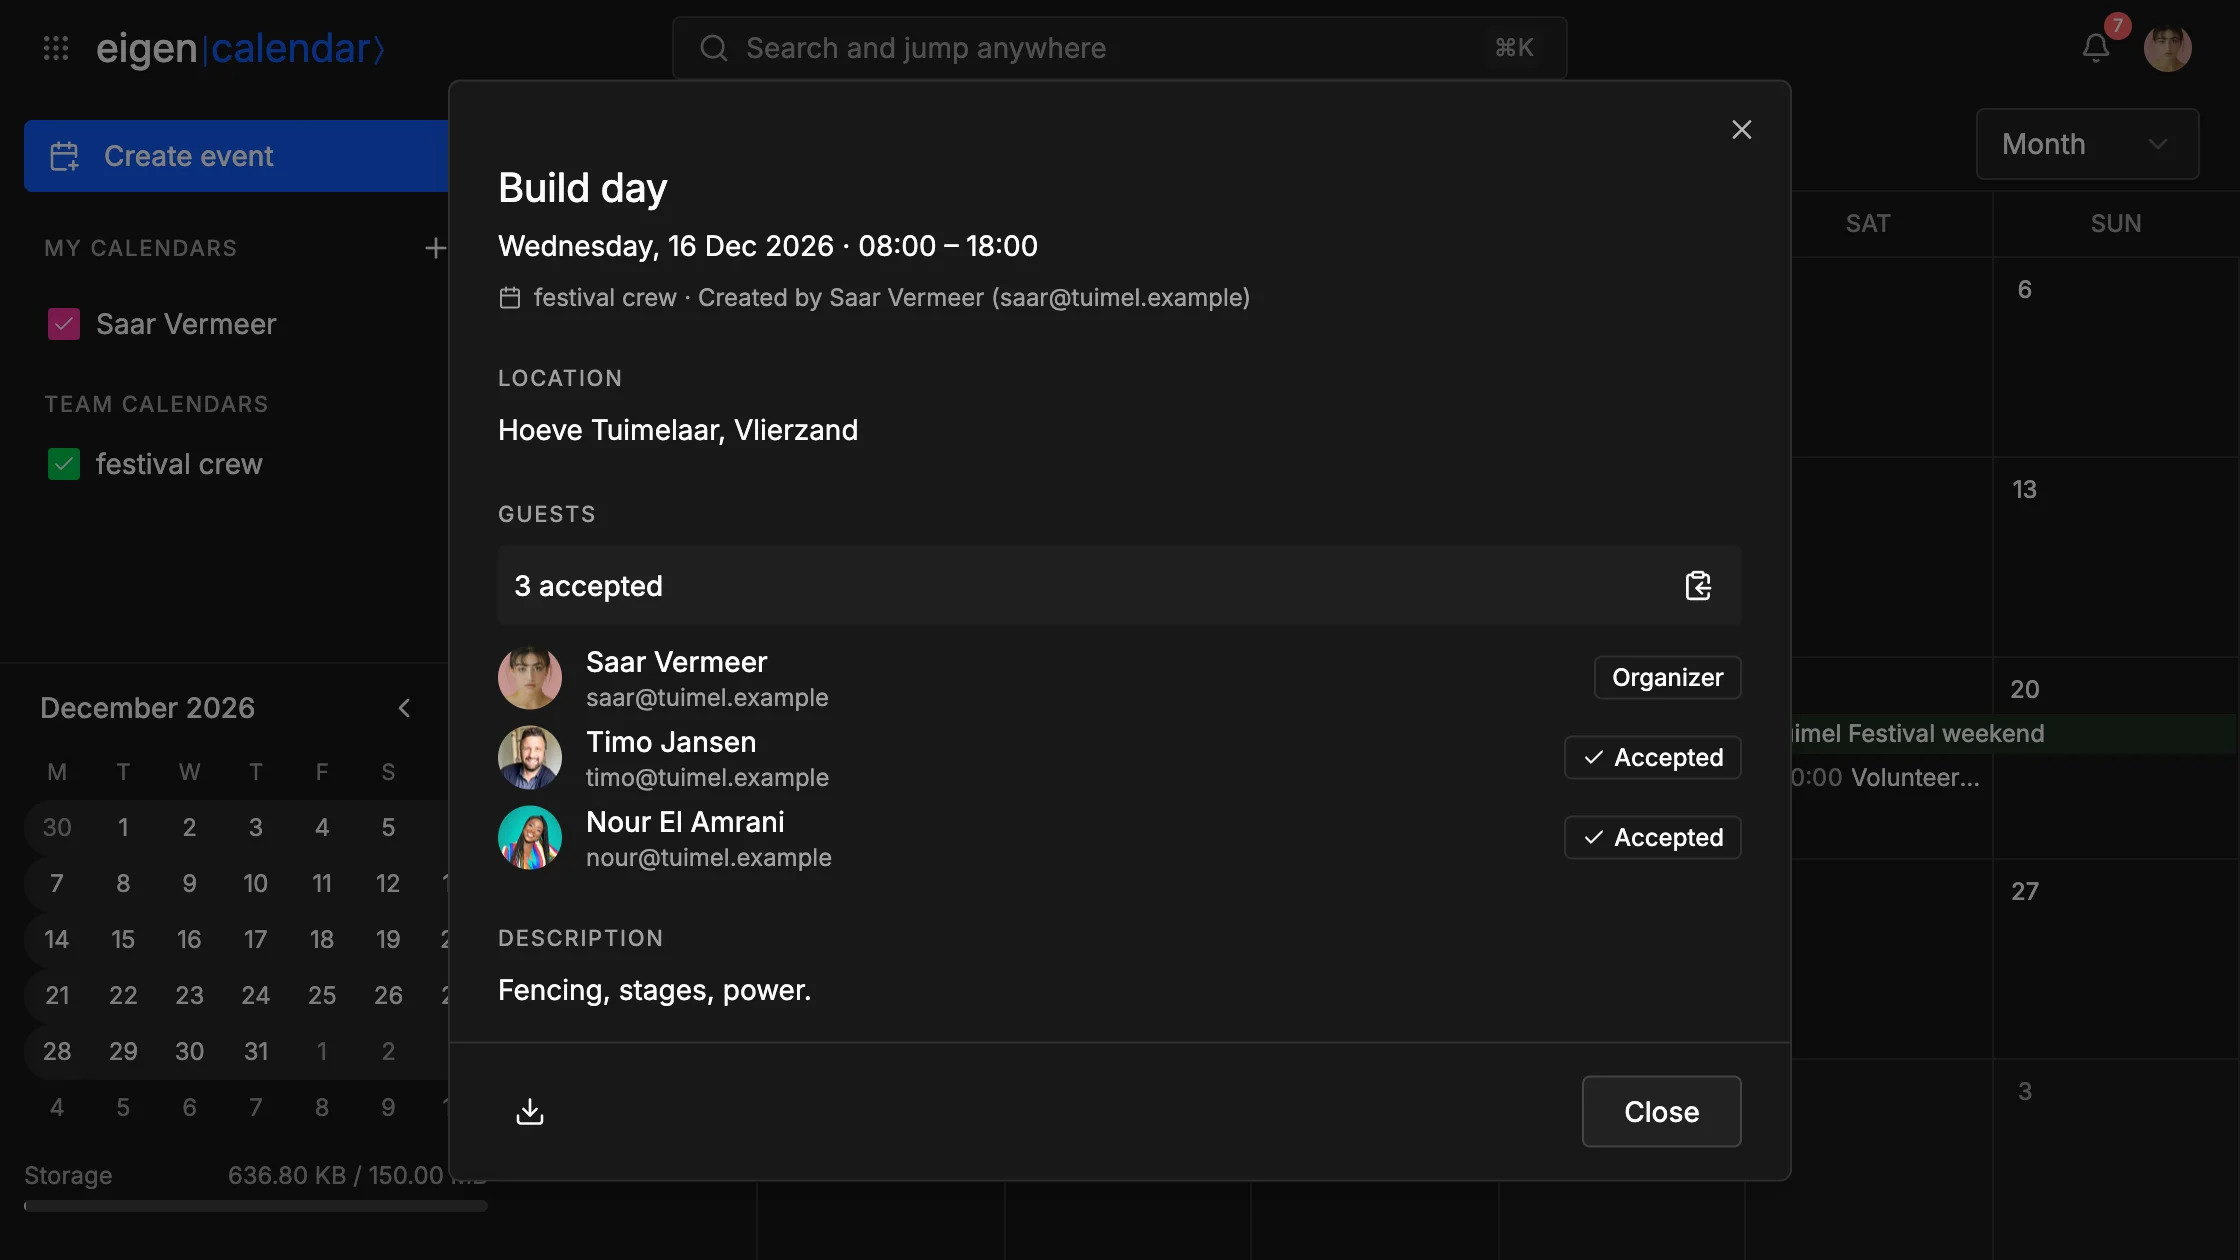 eigen|calendar
Search and jump anywhere ⌘K
7
Create event
Month
MY CALENDARS
Saar Vermeer
TEAM CALENDARS
festival crew
December 2026
M T W T F S
30 1 2 3 4 5
7 8 9 10 11 12
14 15 16 17 18 19
21 22 23 24 25 26
28 29 30 31 1 2
4 5 6 7 8 9
Storage 636.80 KB / 150.00
Build day
Wednesday, 16 Dec 2026 · 08:00 – 18:00
festival crew · Created by Saar Vermeer (saar@tuimel.example)
LOCATION
Hoeve Tuimelaar, Vlierzand
GUESTS
3 accepted
Saar Vermeer
saar@tuimel.example
Organizer
Timo Jansen
timo@tuimel.example
Accepted
Nour El Amrani
nour@tuimel.example
Accepted
DESCRIPTION
Fencing, stages, power.
Close
SAT SUN
6
13
20
Festival weekend
Volunteer...
27
3